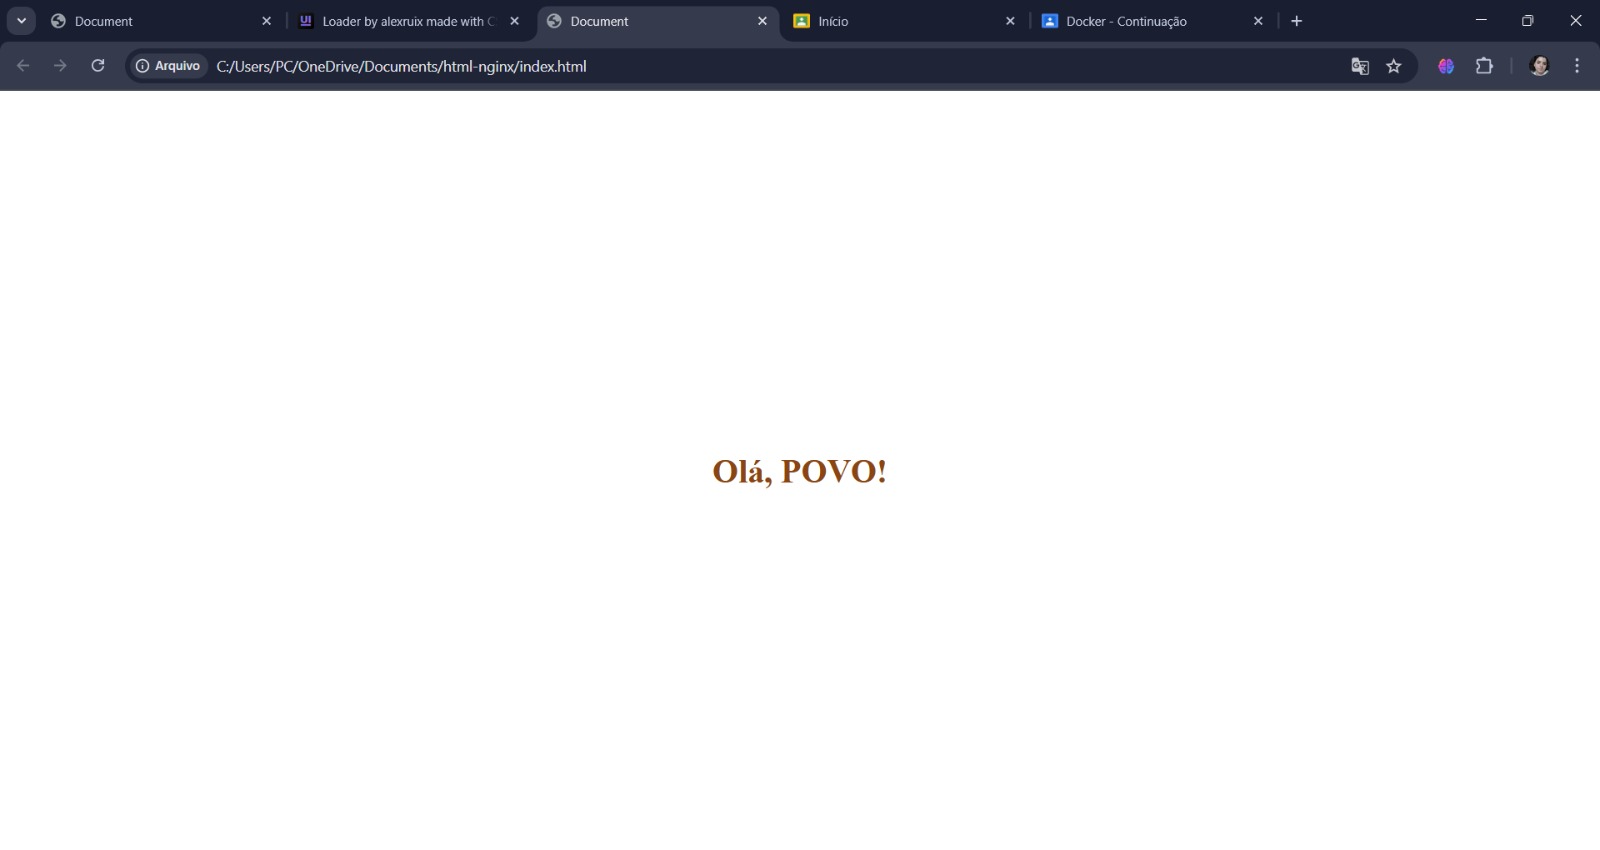 Document
Loader by alexruix made with C
Document
Início
Docker - Continuação
Arquivo
C:/Users/PC/OneDrive/Documents/html-nginx/index.html
Olá, POVO!